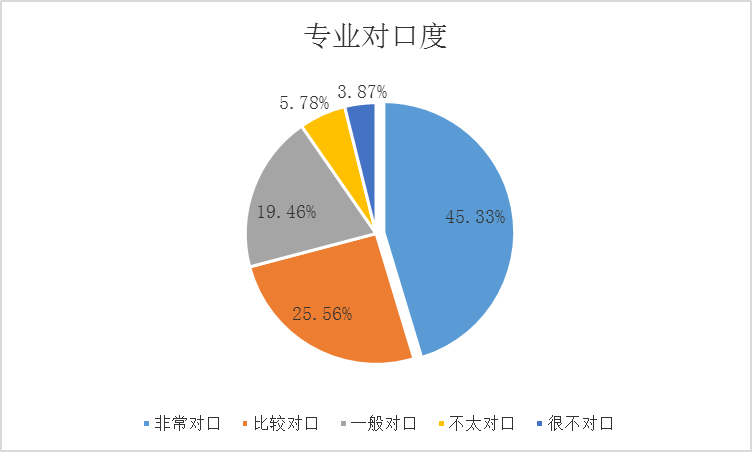 专业对口度
3.87%
5.78%
45.33%
19.46%
25.56%
非常对口 比较对口 一般对口 不太对口 很不对口